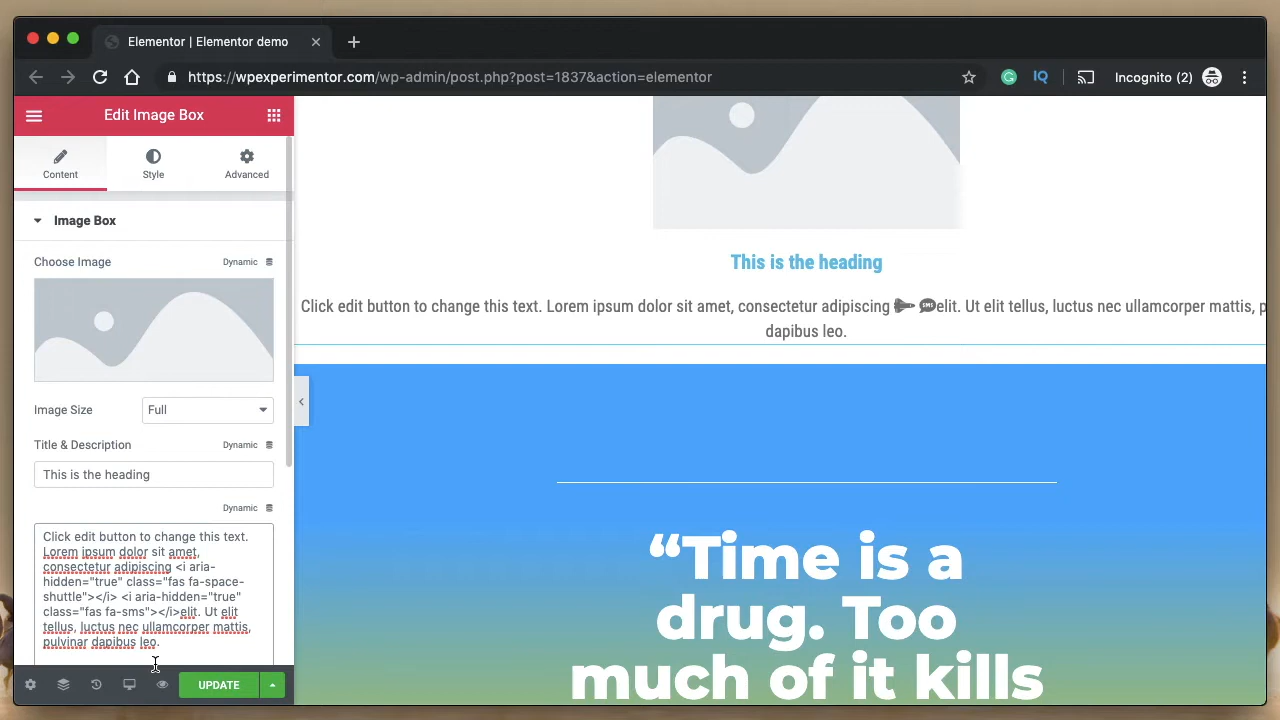 Elementor | Elementor demo
https://wpexperimentor.com/wp-admin/post.php?post=1837&action=elementor
IQ
Incognito (2)
Edit Image Box
Content
Style
Advanced
Image Box
Choose Image
Dynamic
Image Size
Full
Title & Description
Dynamic
This is the heading
Dynamic
Click edit button to change this text.
Lorem ipsum dolor sit amet,
consectetur adipiscing <i aria-
hidden="true" class="fas fa-space-
shuttle"></i> <i aria-hidden="true"
class="fas fa-sms"></i>elit. Ut elit
tellus, luctus nec ullamcorper mattis,
pulvinar dapibus leo.
UPDATE
This is the heading
Click edit button to change this text. Lorem ipsum dolor sit amet, consectetur adipiscing SMS elit. Ut elit tellus, luctus nec ullamcorper mattis, p
dapibus leo.
“Time is a
drug. Too
much of it kills